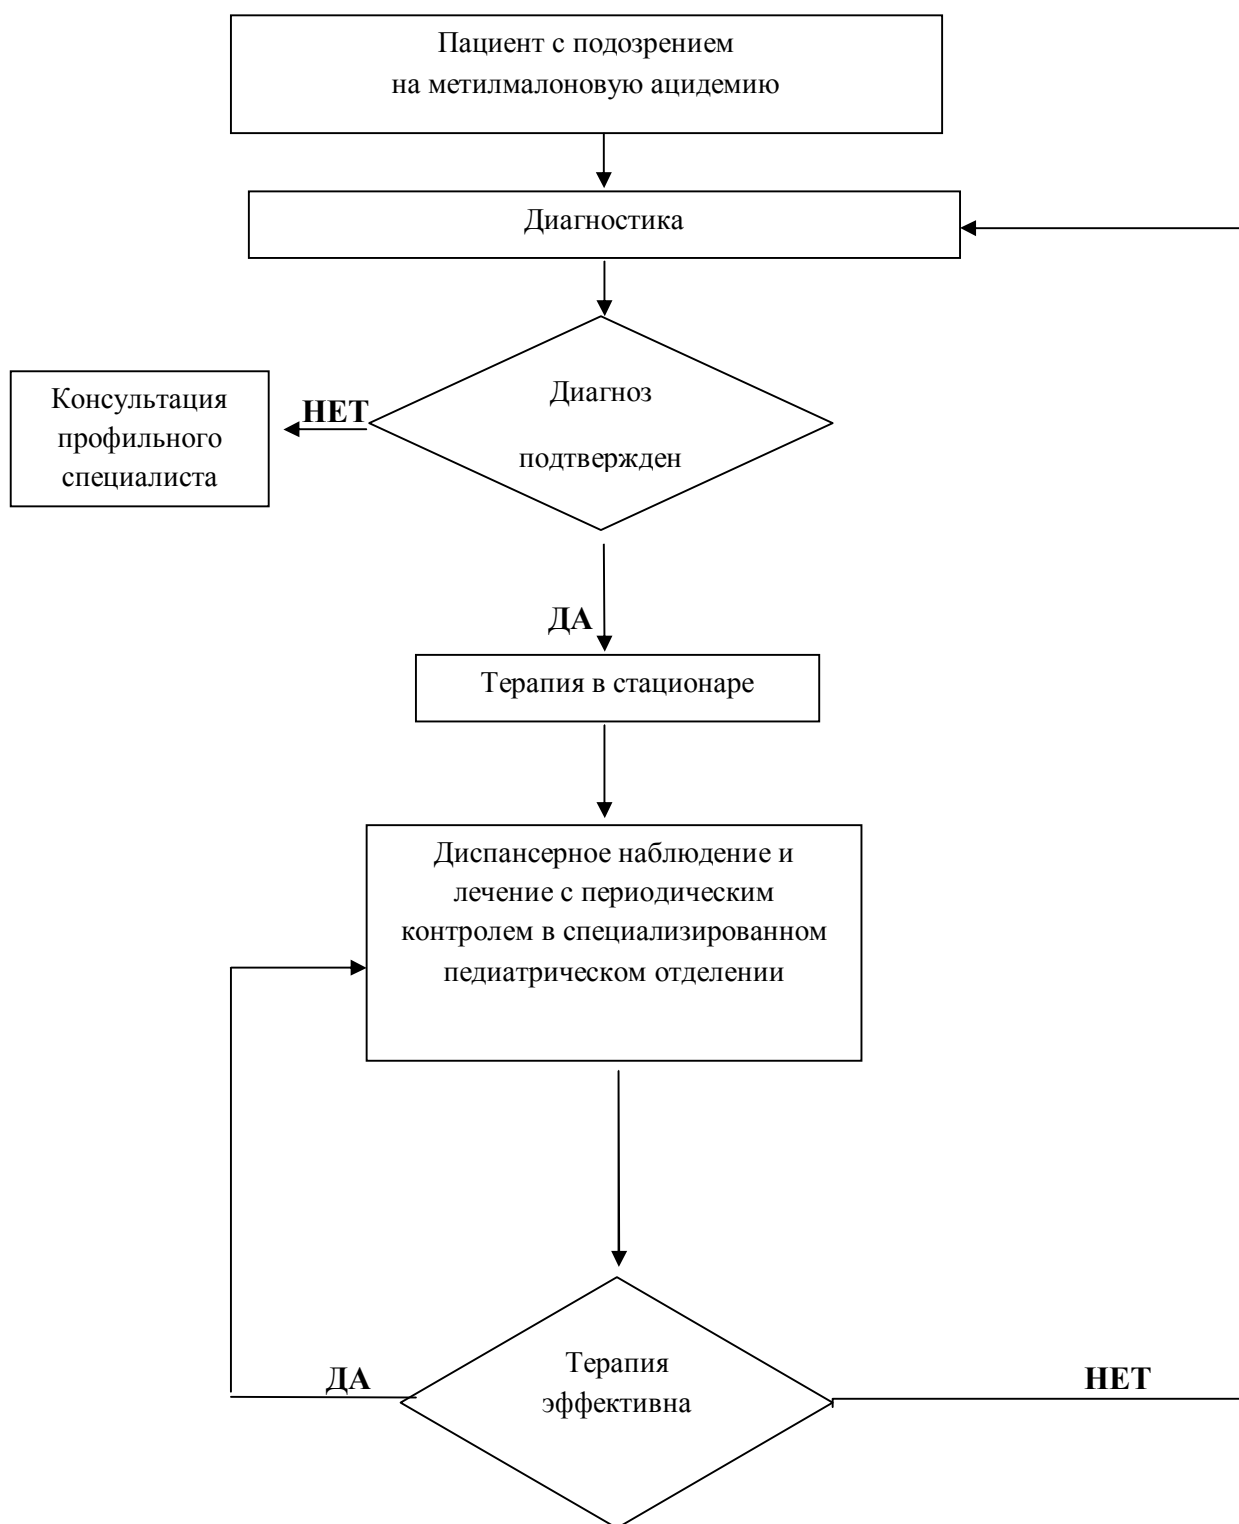 Пациент с подозрением
на метилмалоновую ацидемию
Диагностика
Диагноз
подтвержден
НЕТ
Консультация
профильного
специалиста
ДА
Терапия в стационаре
Диспансерное наблюдение и
лечение с периодическим
контролем в специализированном
педиатрическом отделении
Терапия
эффективна
ДА
НЕТ